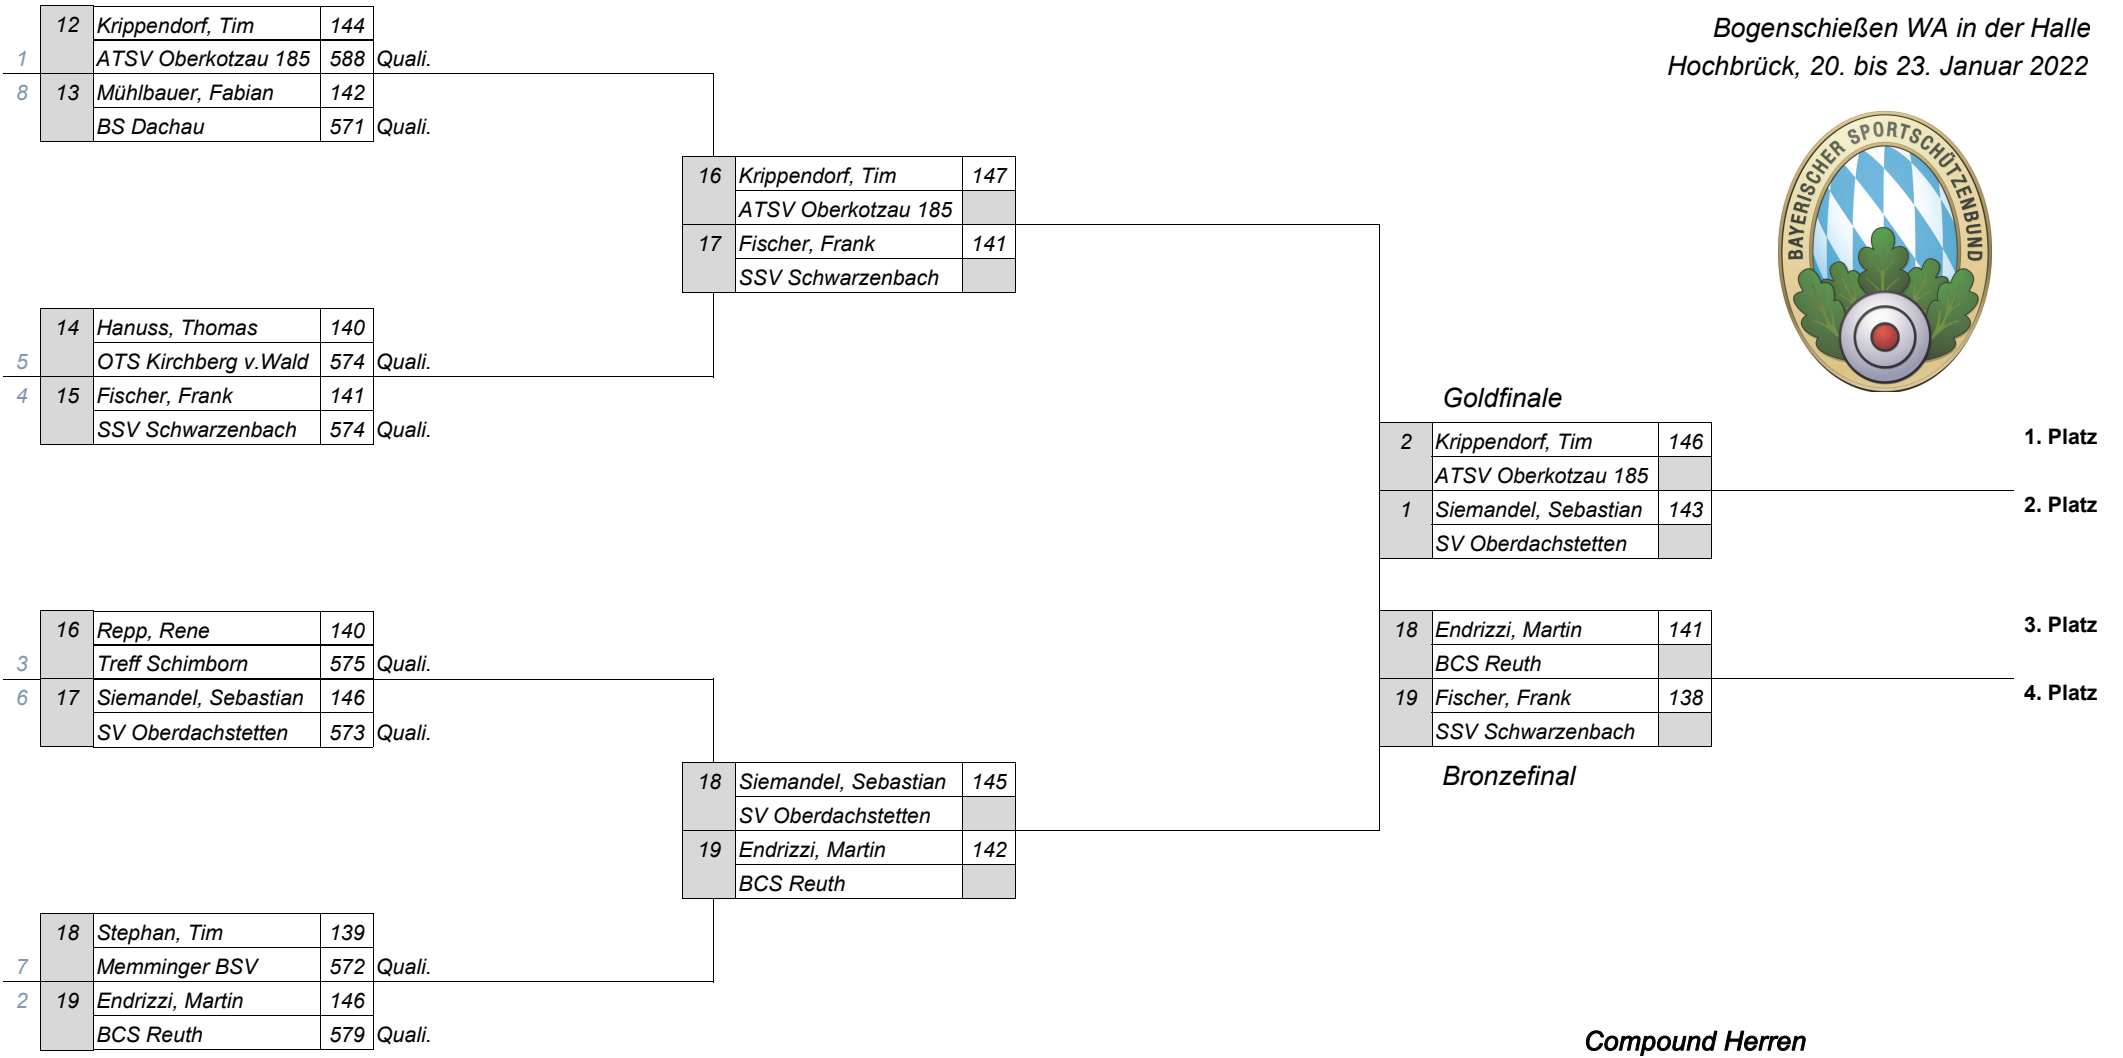 Bogenschießen WA in der Halle
Hochbrück, 20. bis 23. Januar 2022
BAYERISCHER SPORTSCHÜTZENBUND
12 Krippendorf, Tim 144
1 ATSV Oberkotzau 185 588 Quali.
8 13 Mühlbauer, Fabian 142
BS Dachau 571 Quali.
14 Hanuss, Thomas 140
5 OTS Kirchberg v.Wald 574 Quali.
4 15 Fischer, Frank 141
SSV Schwarzenbach 574 Quali.
16 Repp, Rene 140
3 Treff Schimborn 575 Quali.
6 17 Siemandel, Sebastian 146
SV Oberdachstetten 573 Quali.
18 Stephan, Tim 139
7 Memminger BSV 572 Quali.
2 19 Endrizzi, Martin 146
BCS Reuth 579 Quali.
16 Krippendorf, Tim 147
ATSV Oberkotzau 185
17 Fischer, Frank 141
SSV Schwarzenbach
18 Siemandel, Sebastian 145
SV Oberdachstetten
19 Endrizzi, Martin 142
BCS Reuth
Goldfinale
2 Krippendorf, Tim 146 1. Platz
ATSV Oberkotzau 185
1 Siemandel, Sebastian 143 2. Platz
SV Oberdachstetten
18 Endrizzi, Martin 141 3. Platz
BCS Reuth
19 Fischer, Frank 138 4. Platz
SSV Schwarzenbach
Bronzefinal
Compound Herren